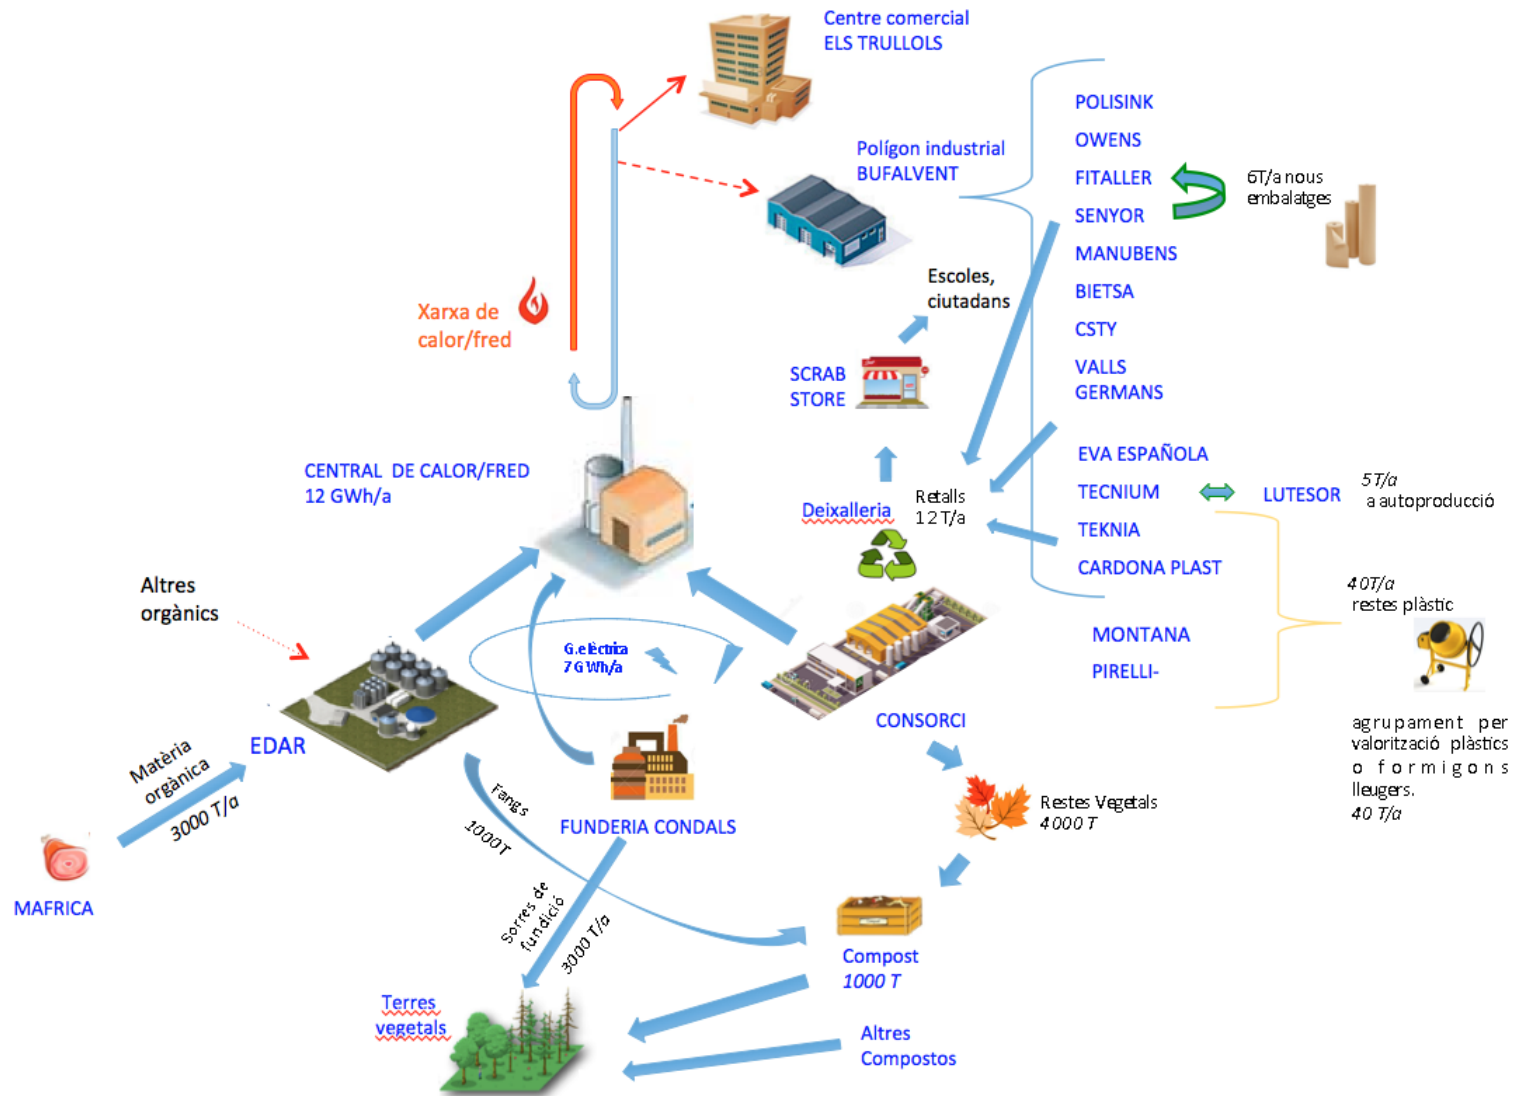 Centre comercial
ELS TRULLOLS
Polígon industrial
BUFALVENT
POLISINK
OWENS
FITALLER
SENYOR
MANUBENS
BIETSA
CSTY
VALLS
GERMANS
EVA ESPAÑOLA
TECNIUM
TEKNIA
CARDONA PLAST
MONTANA
PIRELLI-
6T/a nous
embalatges
Escoles,
ciutadans
Xarxa de
calor/fred
SCRAB
STORE
CENTRAL DE CALOR/FRED
12 GWh/a
Deixalleria
Retalls
12 T/a
LUTESOR
5T/a
a autoproducció
40T/a
restes plàstic
agrupament per
valorització plàstics
o formigons
lleugers.
40 T/a
Altres
orgànics
G.elèctrica
7 GWh/a
EDAR
CONSORCI
Matèria
orgànica
3000 T/a
MAFRICA
Fangs
1000T
FUNDERIA CONDALS
Restes Vegetals
4000 T
Sorres de
fundició
3000 T/a
Compost
1000 T
Terres
vegetals
Altres
Compostos